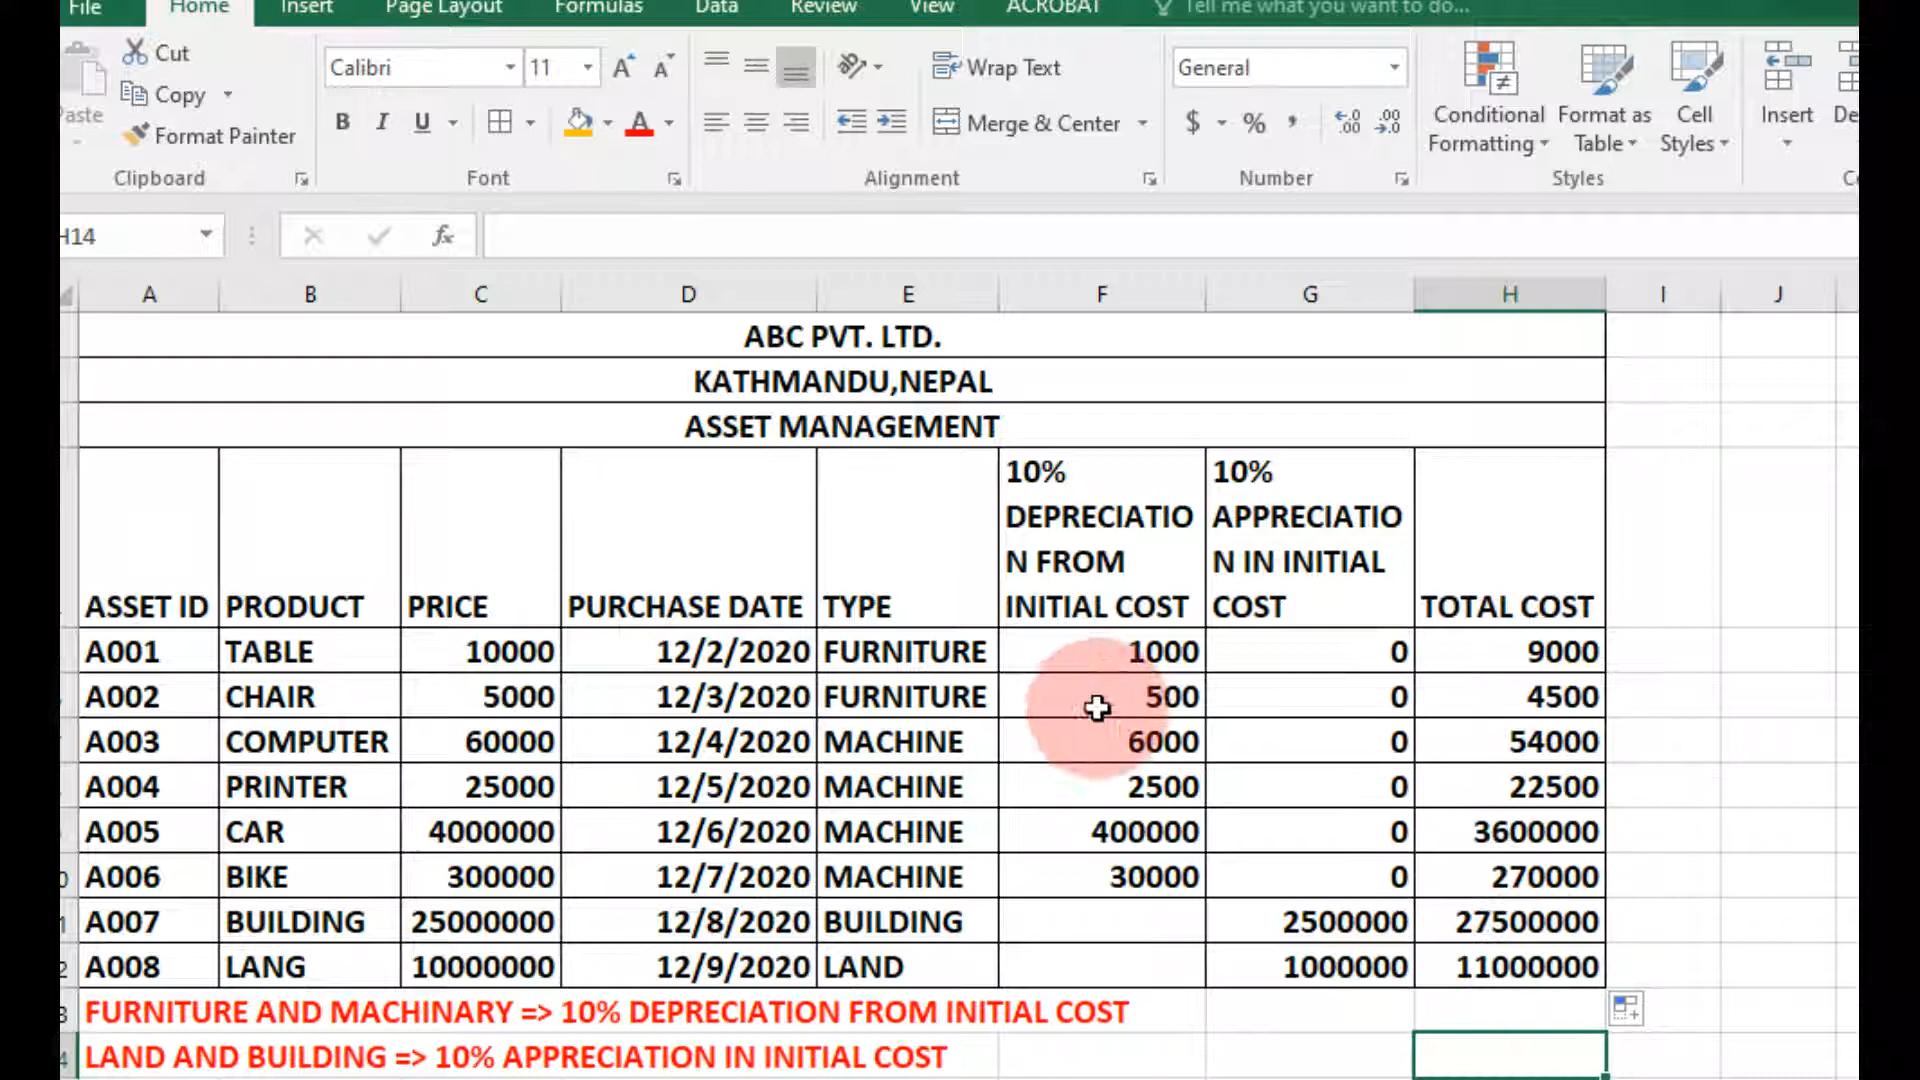 File Home Insert Page Layout Formulas Data Review View ACROBAT Tell me what you want to do...
Cut
Copy
Format Painter
Clipboard
Calibri 11
B I U
Font
Wrap Text
Merge & Center
Alignment
General
$ % ,
Number
Conditional Formatting
Format as Table
Cell Styles
Styles
Insert
H14 fx
A B C D E F G H I J
ABC PVT. LTD.
KATHMANDU,NEPAL
ASSET MANAGEMENT
ASSET ID PRODUCT PRICE PURCHASE DATE TYPE 10% DEPRECIATIO N FROM INITIAL COST 10% APPRECIATIO N IN INITIAL COST TOTAL COST
A001 TABLE 10000 12/2/2020 FURNITURE 1000 0 9000
A002 CHAIR 5000 12/3/2020 FURNITURE 500 0 4500
A003 COMPUTER 60000 12/4/2020 MACHINE 6000 0 54000
A004 PRINTER 25000 12/5/2020 MACHINE 2500 0 22500
A005 CAR 4000000 12/6/2020 MACHINE 400000 0 3600000
A006 BIKE 300000 12/7/2020 MACHINE 30000 0 270000
A007 BUILDING 25000000 12/8/2020 BUILDING 2500000 27500000
A008 LANG 10000000 12/9/2020 LAND 1000000 11000000
FURNITURE AND MACHINARY => 10% DEPRECIATION FROM INITIAL COST
LAND AND BUILDING => 10% APPRECIATION IN INITIAL COST